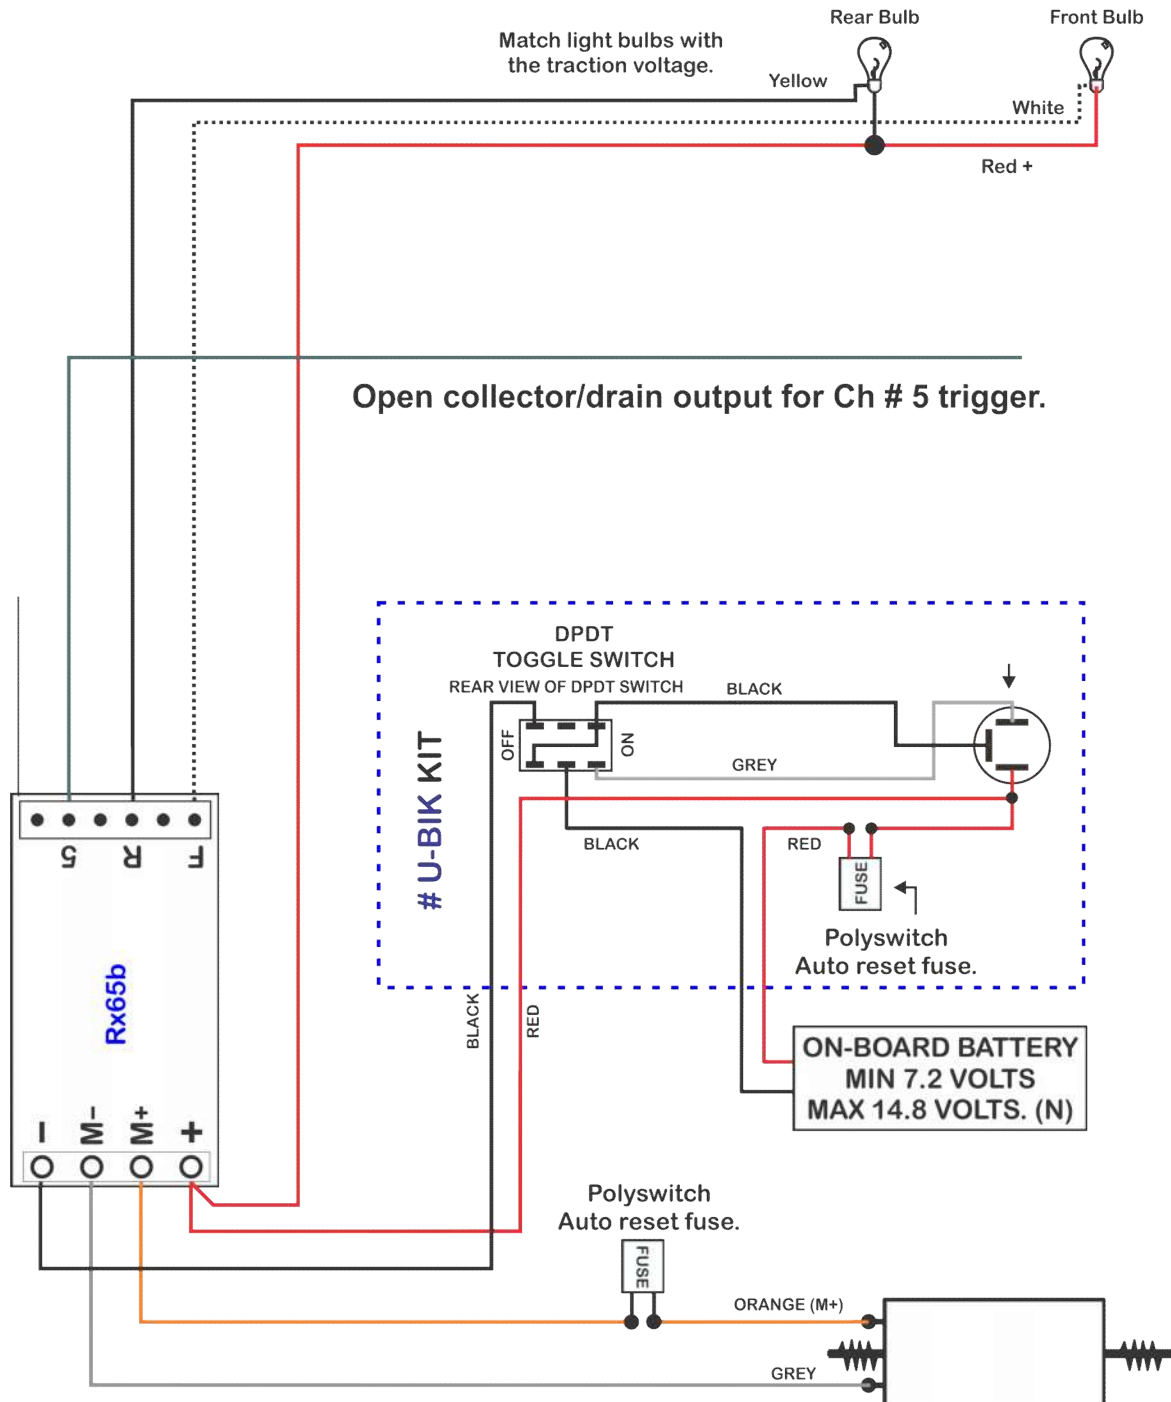 Rear Bulb
Front Bulb
Match light bulbs with
the traction voltage.
Yellow
White
Red +
Open collector/drain output for Ch # 5 trigger.
DPDT
TOGGLE SWITCH
REAR VIEW OF DPDT SWITCH
BLACK
OFF
ON
GREY
# U-BIK KIT
BLACK
RED
FUSE
Polyswitch
Auto reset fuse.
5
R
F
Rx65b
BLACK
RED
ON-BOARD BATTERY
MIN 7.2 VOLTS
MAX 14.8 VOLTS. (N)
–
M-
M+
+
Polyswitch
Auto reset fuse.
FUSE
ORANGE (M+)
GREY